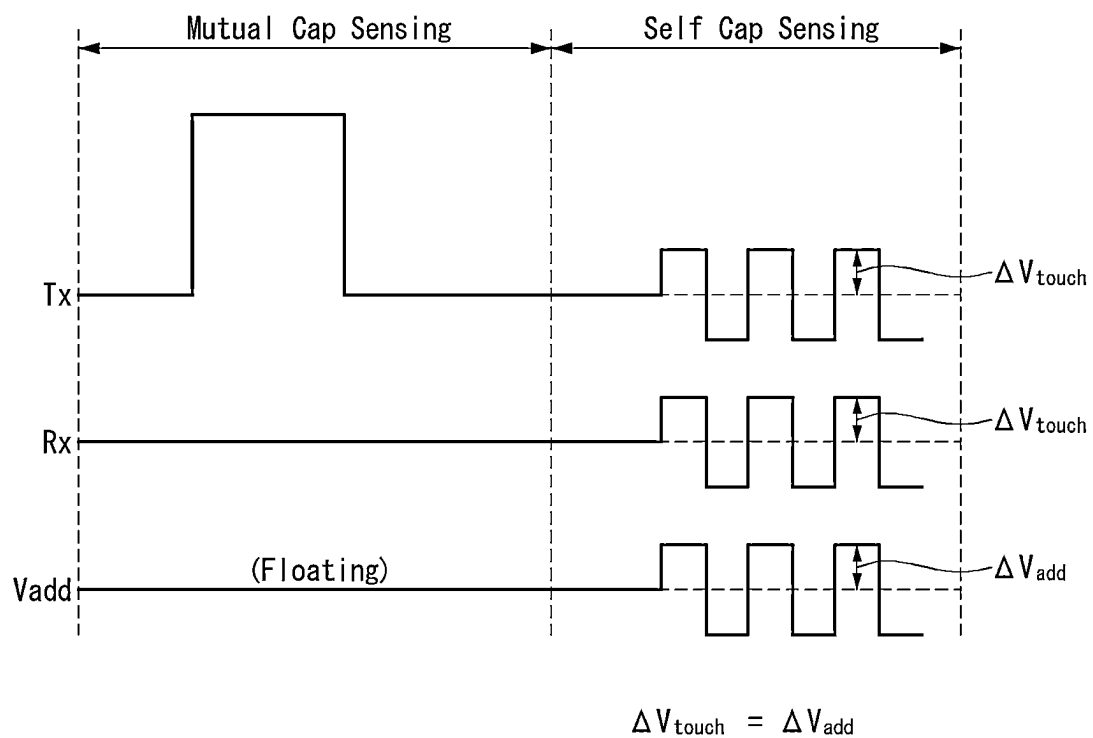 Mutual Cap Sensing
Self Cap Sensing
Tx
ΔVtouch
Rx
ΔVtouch
Vadd
(Floating)
ΔVadd
ΔVtouch = ΔVadd